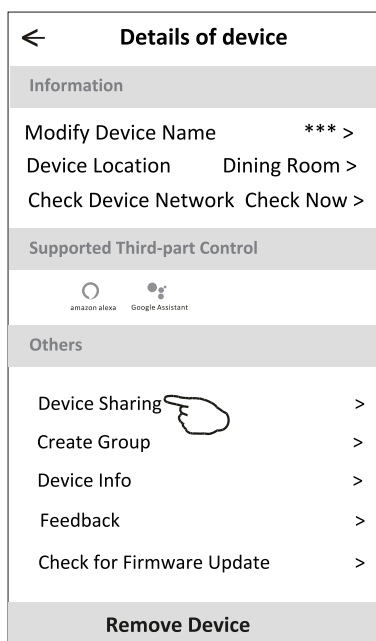 Details of device
Information
Modify Device Name *** >
Device Location Dining Room >
Check Device Network Check Now >
Supported Third-part Control
amazon alexa Google Assistant
Others
Device Sharing >
Create Group >
Device Info >
Feedback >
Check for Firmware Update >
Remove Device